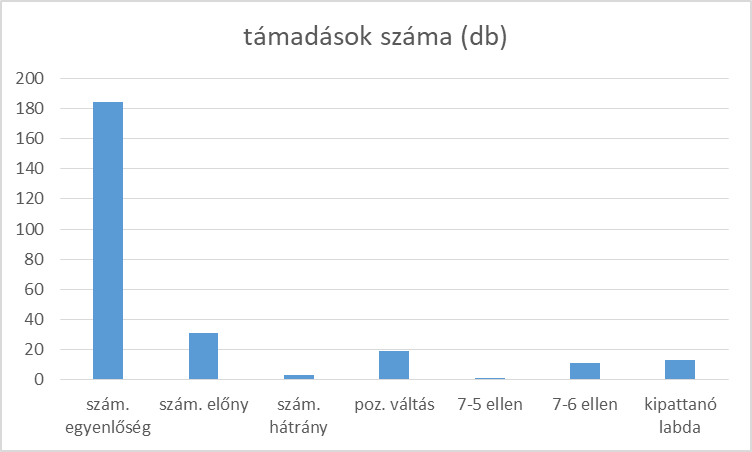 támadások száma (db)
200
180
160
140
120
100
80
60
40
20
0
szám.
egyenlőség
szám. előny
szám.
hátrány
poz. váltás
7-5 ellen
7-6 ellen
kipattanó
labda